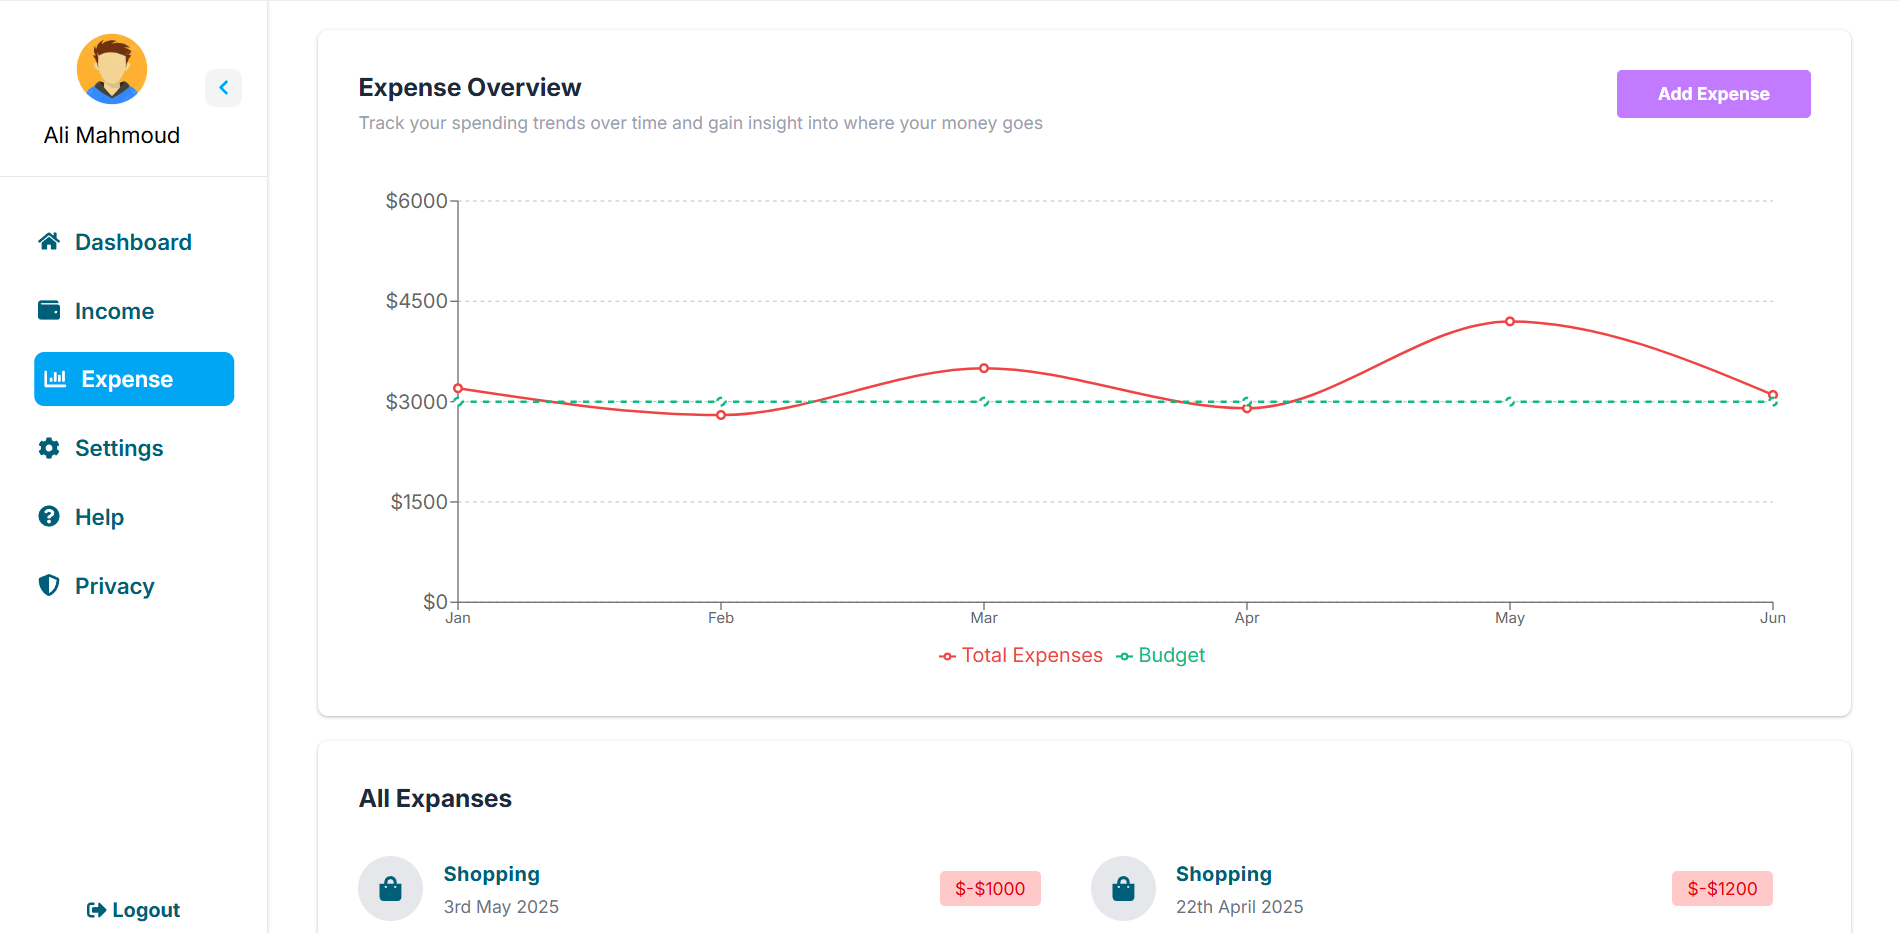 Ali Mahmoud
Dashboard
Income
Expense
Settings
Help
Privacy
Logout
Expense Overview
Track your spending trends over time and gain insight into where your money goes
Add Expense
$6000
$4500
$3000
$1500
$0
Jan Feb Mar Apr May Jun
Total Expenses Budget
All Expanses
Shopping
3rd May 2025
$-$1000
Shopping
22th April 2025
$-$1200